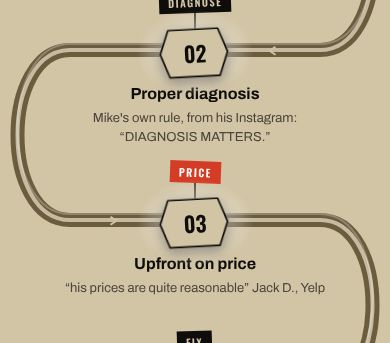 DIAGNOSE
02
Proper diagnosis
Mike's own rule, from his Instagram:
“DIAGNOSIS MATTERS.”
PRICE
03
Upfront on price
“his prices are quite reasonable” Jack D., Yelp
FIX